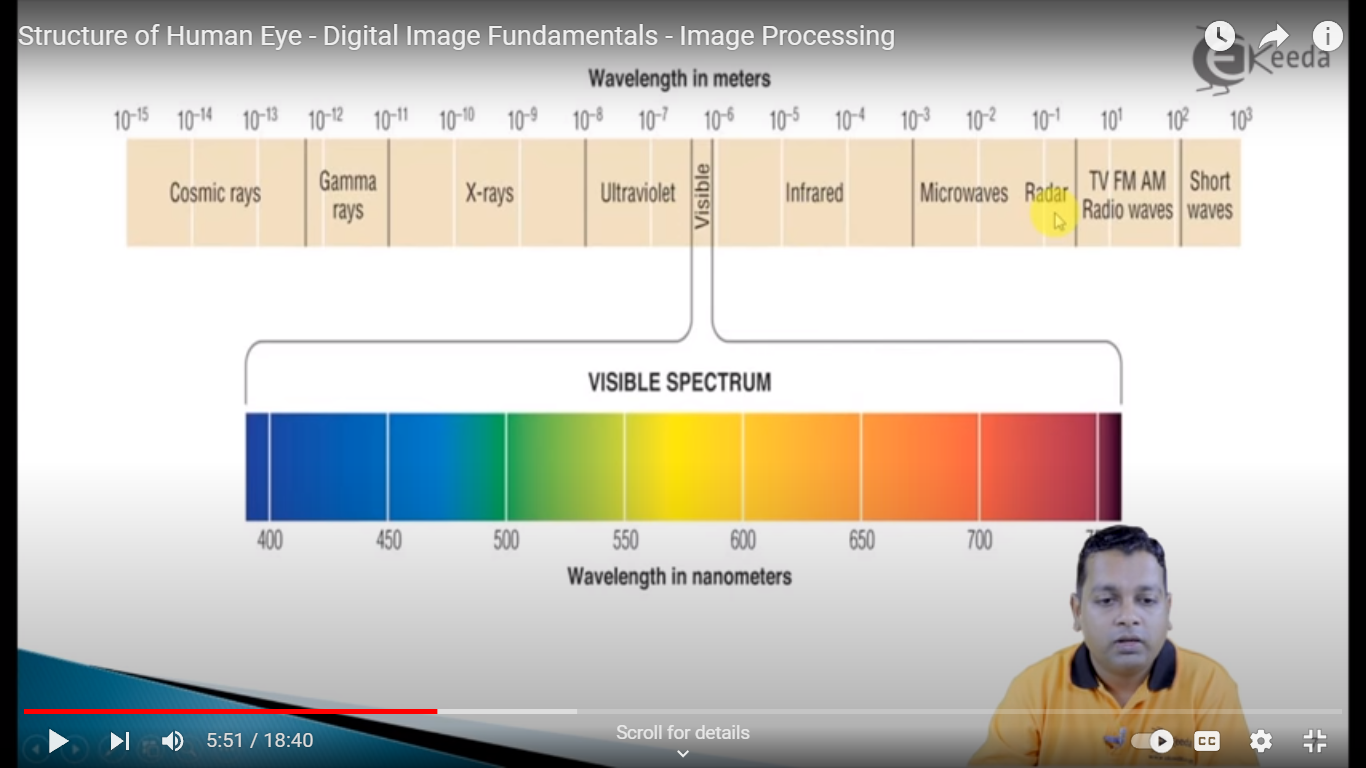 Structure of Human Eye - Digital Image Fundamentals - Image Processing
eKeeda
Wavelength in meters
10⁻¹⁵ 10⁻¹⁴ 10⁻¹³ 10⁻¹² 10⁻¹¹ 10⁻¹⁰ 10⁻⁹ 10⁻⁸ 10⁻⁷ 10⁻⁶ 10⁻⁵ 10⁻⁴ 10⁻³ 10⁻² 10⁻¹ 10¹ 10² 10³
Cosmic rays
Gamma
rays
X-rays
Ultraviolet
Visible
Infrared
Microwaves
Radar
TV FM AM
Radio waves
Short
waves
VISIBLE SPECTRUM
400 450 500 550 600 650 700
Wavelength in nanometers
Scroll for details
5:51 / 18:40
CC